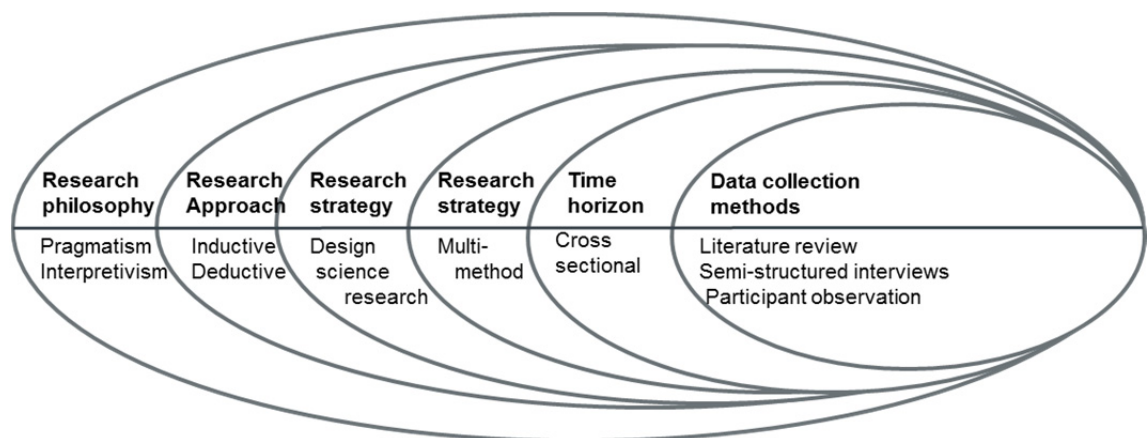 Research
philosophy
Research
Approach
Research
strategy
Research
strategy
Time
horizon
Data collection
methods
Pragmatism
Interpretivism
Inductive
Deductive
Design
science
research
Multi-
method
Cross
sectional
Literature review
Semi-structured interviews
Participant observation